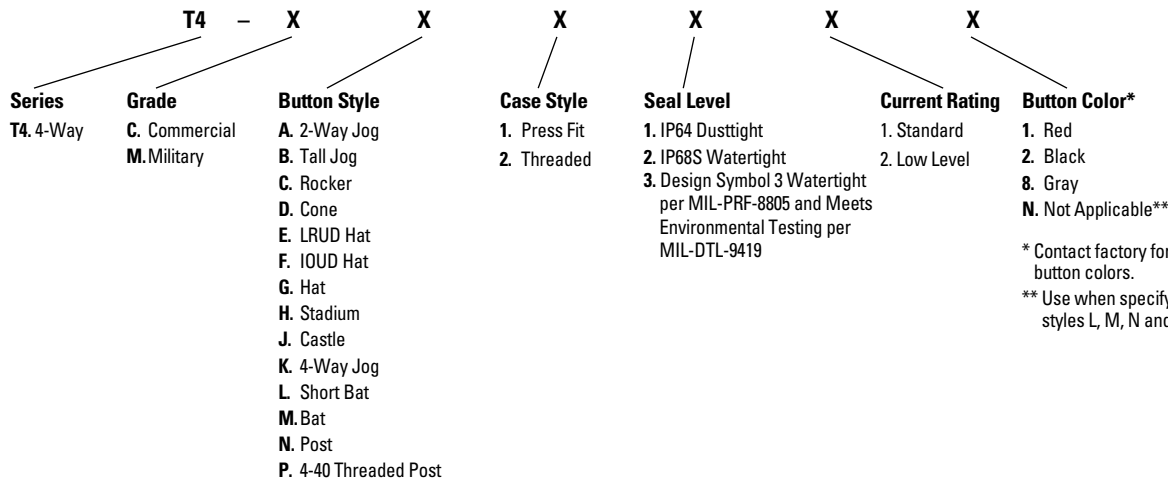 T4 – X X X X X X
Series
T4. 4-Way
Grade
C. Commercial
M. Military
Button Style
A. 2-Way Jog
B. Tall Jog
C. Rocker
D. Cone
E. LRUD Hat
F. IOUD Hat
G. Hat
H. Stadium
J. Castle
K. 4-Way Jog
L. Short Bat
M. Bat
N. Post
P. 4-40 Threaded Post
Case Style
1. Press Fit
2. Threaded
Seal Level
1. IP64 Dusttight
2. IP68S Watertight
3. Design Symbol 3 Watertight
per MIL-PRF-8805 and Meets
Environmental Testing per
MIL-DTL-9419
Current Rating
1. Standard
2. Low Level
Button Color*
1. Red
2. Black
8. Gray
N. Not Applicable**
* Contact factory for
button colors.
** Use when
styles L, M, N